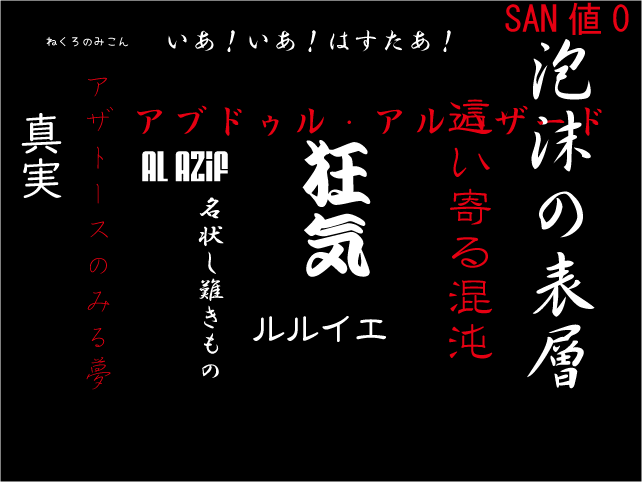 SAN値0
ねくろのみこん
いあ！いあ！はすたあ！
泡沫の表層
アザトースのみる夢
アブドゥル・アルハザード
這い寄る混沌
真実
AL AZiF
狂気
名状し難きもの
ルルイエ